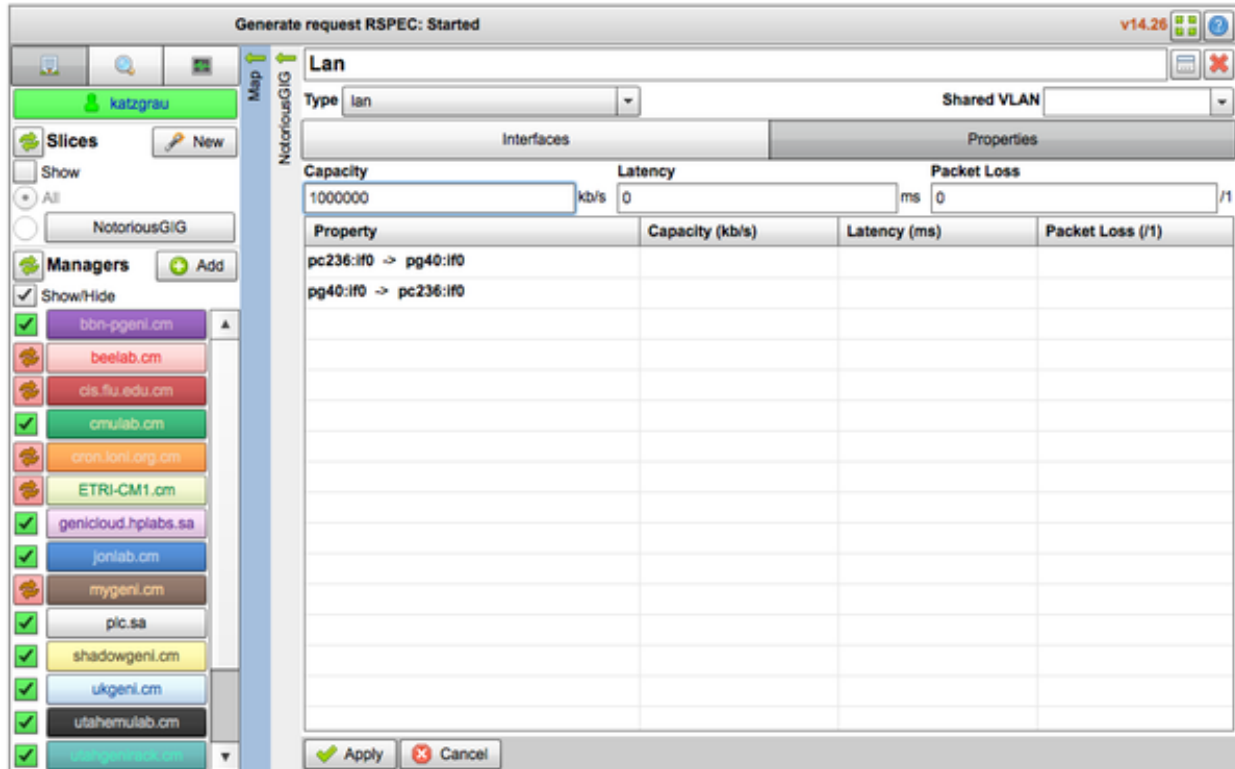 Generate request RSPEC: Started
v14.26
katzgrau
Slices
New
Show
All
NotoriousGIG
Managers
Add
Show/Hide
bbn-pgeni.cm
beelab.cm
cis.fiu.edu.cm
cmulab.cm
cron.loni.org.cm
ETRI-CM1.cm
genicloud.hplabs.sa
jonlab.cm
mygeni.cm
plc.sa
shadowgeni.cm
ukgeni.cm
utahemulab.cm
utahgenirack.cm
Map
NotoriousGIG
Lan
Type lan Shared VLAN
Interfaces Properties
Capacity Latency Packet Loss
1000000 kb/s 0 ms 0 /1
Property Capacity (kb/s) Latency (ms) Packet Loss (/1)
pc236:if0 -> pg40:if0
pg40:if0 -> pc236:if0
Apply Cancel